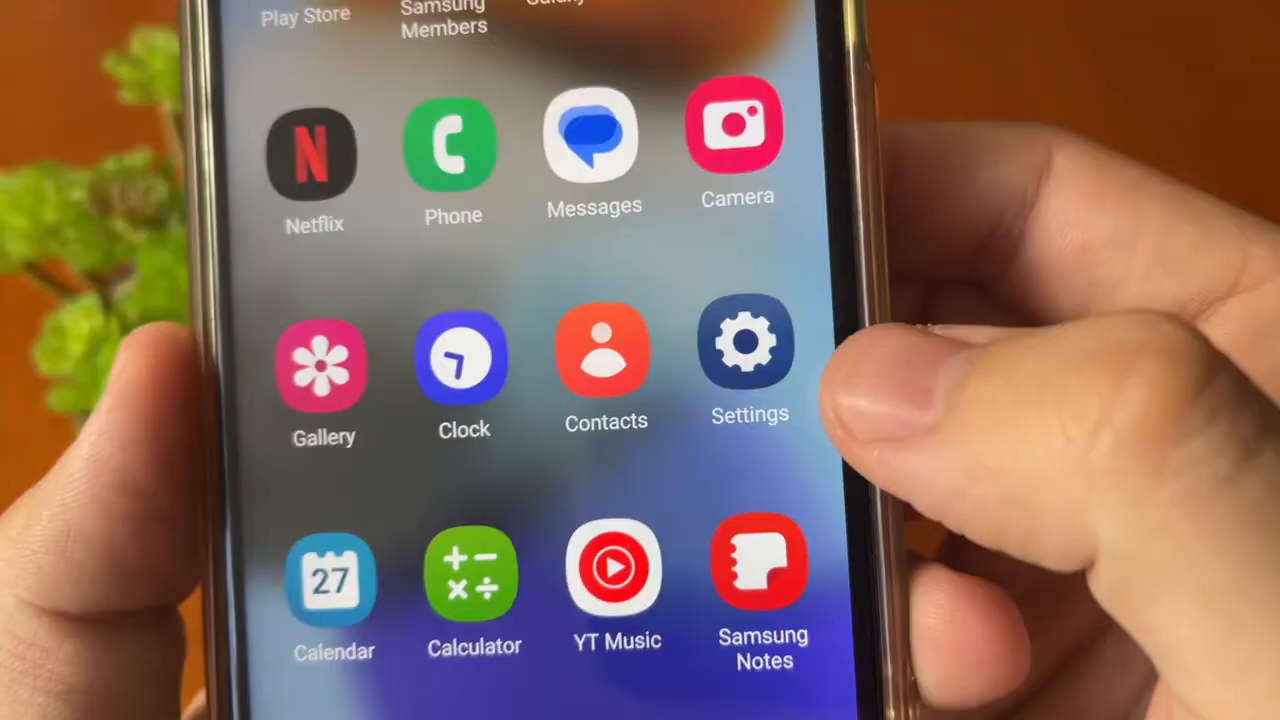 Play Store
Samsung
Members
Galaxy
N
Netflix
Phone
Messages
Camera
Gallery
Clock
Contacts
Settings
27
Calendar
Calculator
YT Music
Samsung
Notes